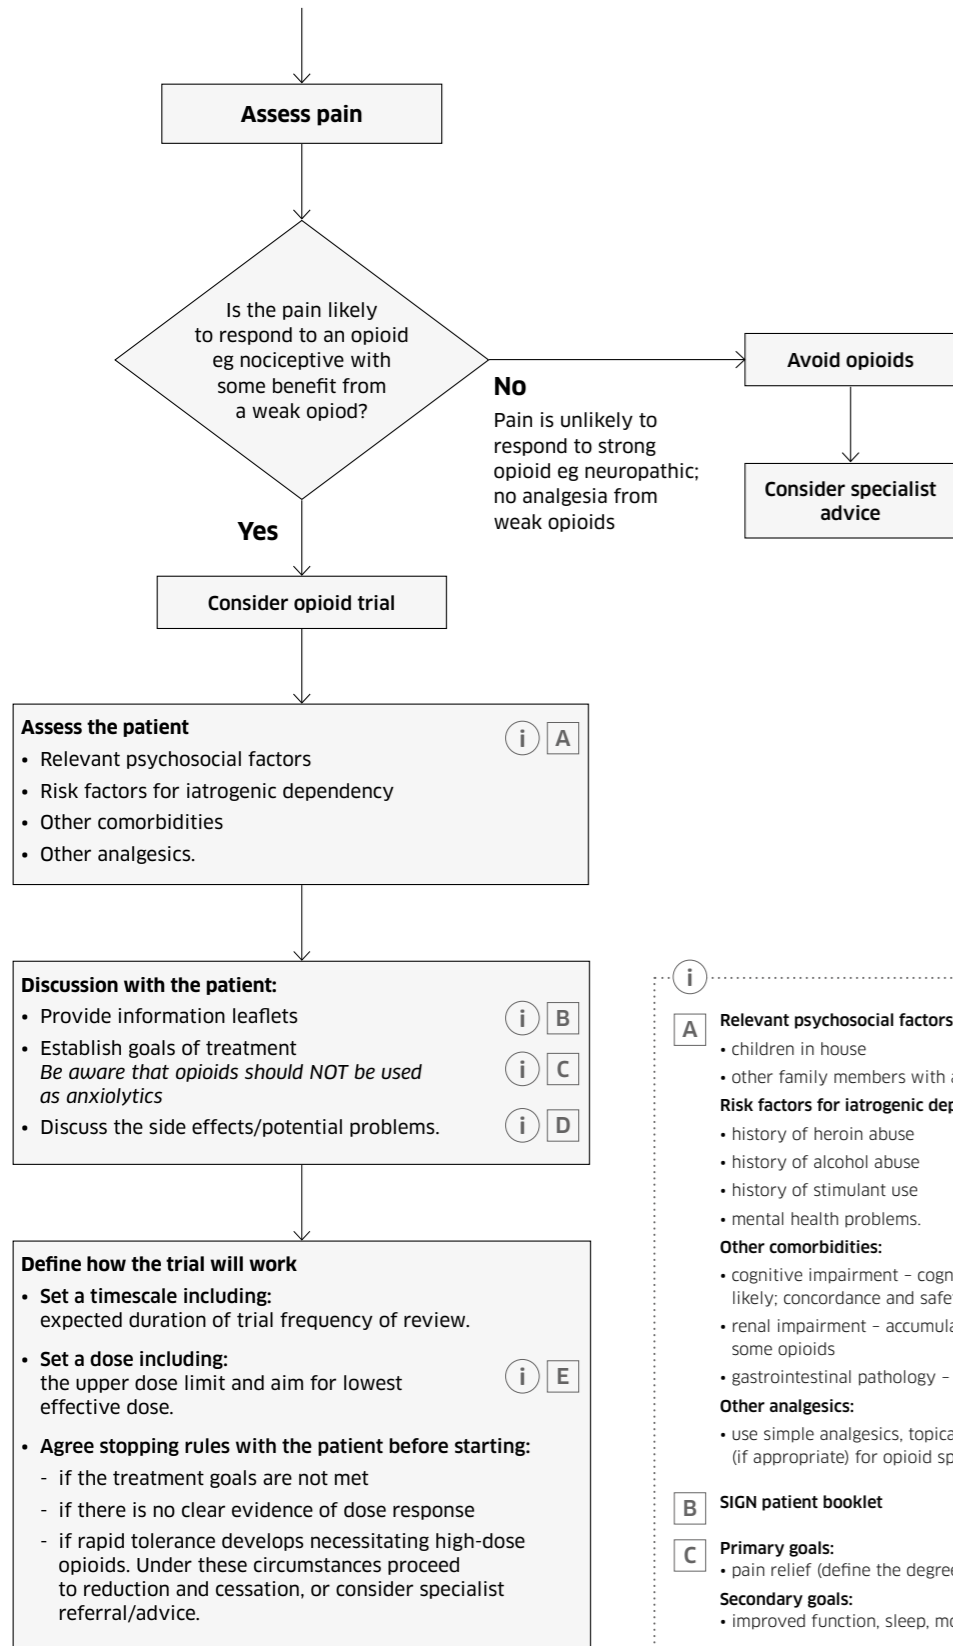 Assess pain
Is the pain likely
to respond to an opioid
eg nociceptive with
some benefit from
a weak opiod?
No
Pain is unlikely to
respond to strong
opioid eg neuropathic;
no analgesia from
weak opioids
Avoid opioids
Consider specialist
advice
Yes
Consider opioid trial
Assess the patient
i A
• Relevant psychosocial factors
• Risk factors for iatrogenic dependency
• Other comorbidities
• Other analgesics.
Discussion with the patient:
• Provide information leaflets
i B
• Establish goals of treatment
Be aware that opioids should NOT be used
as anxiolytics
i C
• Discuss the side effects/potential problems.
i D
Define how the trial will work
• Set a timescale including:
expected duration of trial frequency of review.
• Set a dose including:
the upper dose limit and aim for lowest
effective dose.
i E
• Agree stopping rules with the patient before starting:
- if the treatment goals are not met
- if there is no clear evidence of dose response
- if rapid tolerance develops necessitating high-dose
opioids. Under these circumstances proceed
to reduction and cessation, or consider specialist
referral/advice.
i
A Relevant psychosocial factors
• children in house
• other family members with
Risk factors for iatrogenic
• history of heroin abuse
• history of alcohol abuse
• history of stimulant use
• mental health problems.
Other comorbidities:
• cognitive impairment –
likely; concordance and
• renal impairment –
some opioids
• gastrointestinal pathology –
Other analgesics:
• use simple analgesics,
(if appropriate) for opioid
B SIGN patient booklet
C Primary goals:
• pain relief (define the
Secondary goals:
• improved function, sleep,